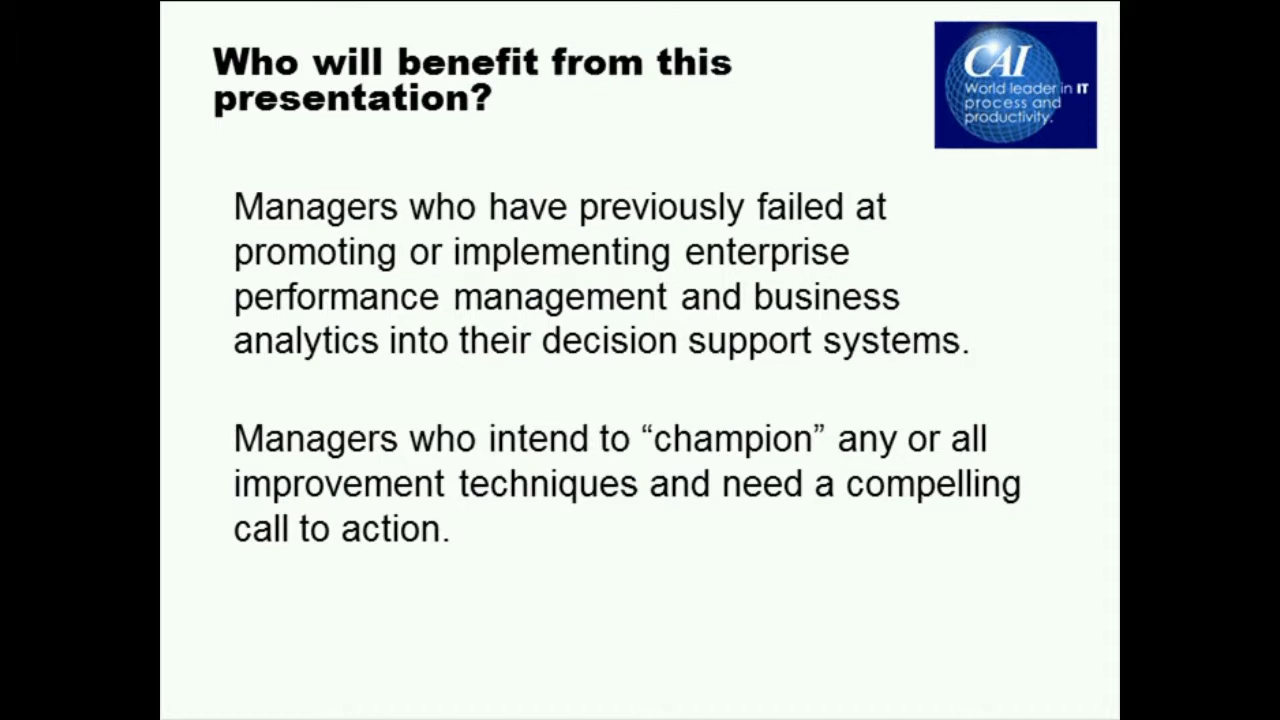 Who will benefit from this
presentation?
CAI
World leader in IT
process and
productivity.
Managers who have previously failed at
promoting or implementing enterprise
performance management and business
analytics into their decision support systems.
Managers who intend to “champion” any or all
improvement techniques and need a compelling
call to action.